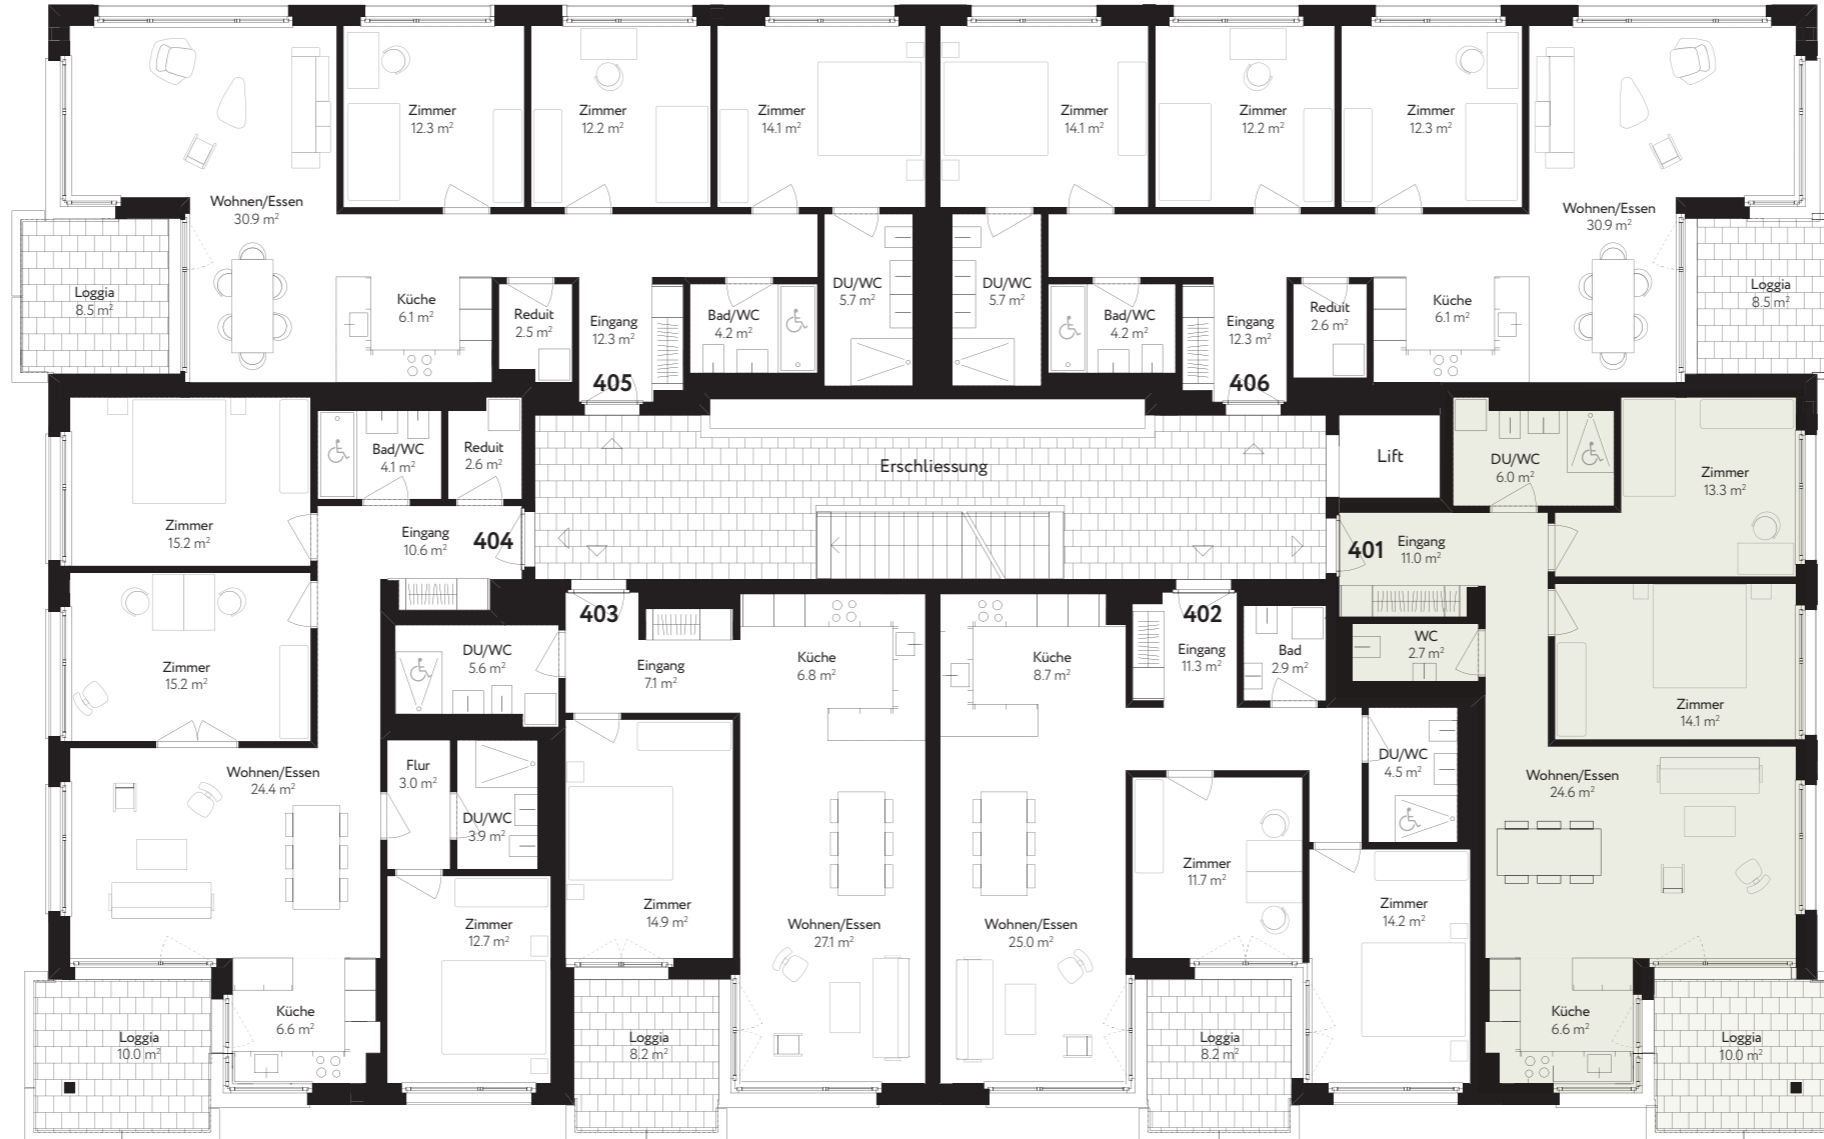 Zimmer
12.3 m²
Zimmer
12.2 m²
Zimmer
14.1 m²
Zimmer
14.1 m²
Zimmer
12.2 m²
Zimmer
12.3 m²
Wohnen/Essen
30.9 m²
Wohnen/Essen
30.9 m²
Loggia
8.5 m²
Küche
6.1 m²
Reduit
2.5 m²
Eingang
12.3 m²
405
Bad/WC
4.2 m²
DU/WC
5.7 m²
DU/WC
5.7 m²
Bad/WC
4.2 m²
Eingang
12.3 m²
406
Reduit
2.6 m²
Küche
6.1 m²
Loggia
8.5 m²
Bad/WC
4.1 m²
Reduit
2.6 m²
Erschliessung
Lift
DU/WC
6.0 m²
Zimmer
13.3 m²
Zimmer
15.2 m²
Eingang
10.6 m²
404
401
Eingang
11.0 m²
403
402
Zimmer
15.2 m²
DU/WC
5.6 m²
Eingang
7.1 m²
Küche
6.8 m²
Küche
8.7 m²
Eingang
11.3 m²
Bad
2.9 m²
WC
2.7 m²
Zimmer
14.1 m²
Wohnen/Essen
24.4 m²
Flur
3.0 m²
DU/WC
3.9 m²
DU/WC
4.5 m²
Wohnen/Essen
24.6 m²
Zimmer
12.7 m²
Zimmer
14.9 m²
Wohnen/Essen
27.1 m²
Wohnen/Essen
25.0 m²
Zimmer
11.7 m²
Zimmer
14.2 m²
Loggia
10.0 m²
Küche
6.6 m²
Loggia
8.2 m²
Loggia
8.2 m²
Küche
6.6 m²
Loggia
10.0 m²